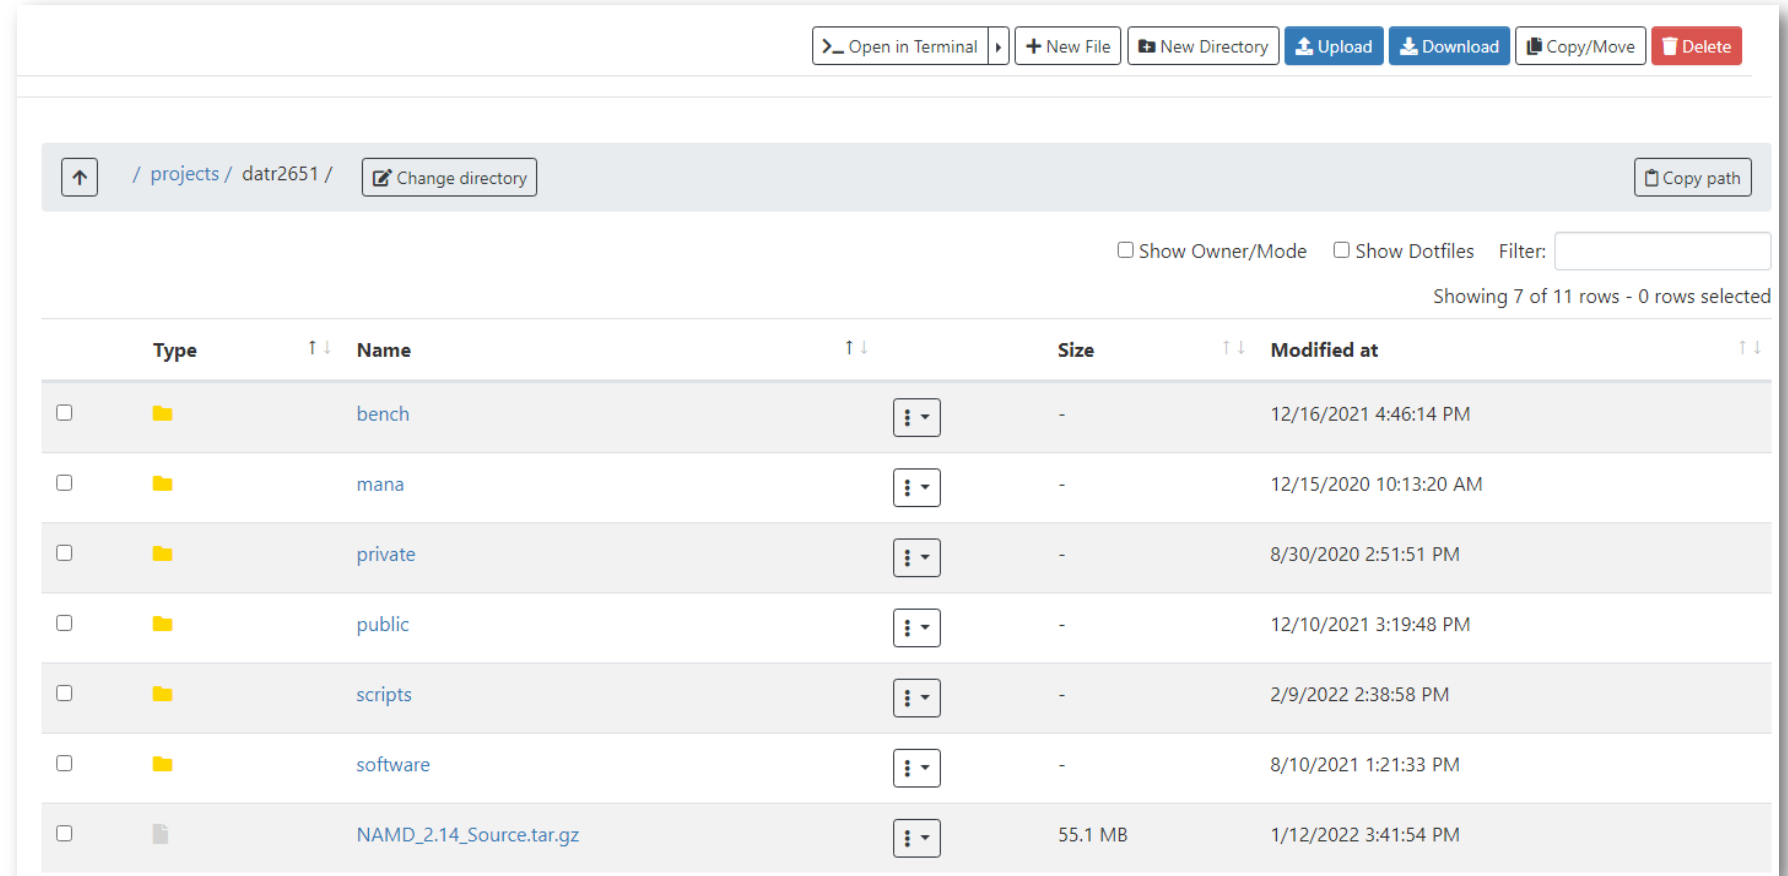 Open in Terminal New File New Directory Upload Download Copy/Move Delete
/ projects / datr2651 / Change directory Copy path
Show Owner/Mode Show Dotfiles Filter:
Showing 7 of 11 rows - 0 rows selected
Type Name Size Modified at
bench - 12/16/2021 4:46:14 PM
mana - 12/15/2020 10:13:20 AM
private - 8/30/2020 2:51:51 PM
public - 12/10/2021 3:19:48 PM
scripts - 2/9/2022 2:38:58 PM
software - 8/10/2021 1:21:33 PM
NAMD_2.14_Source.tar.gz 55.1 MB 1/12/2022 3:41:54 PM